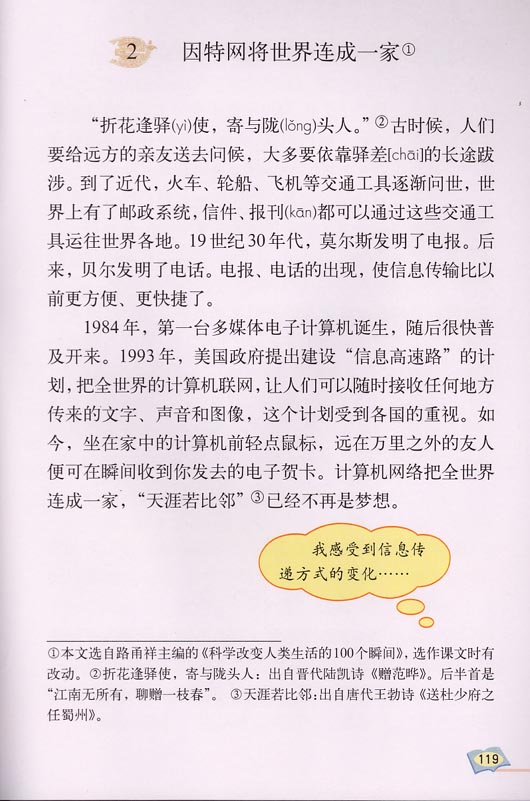 2 因特网将世界连成一家①
“折花逢驿(yì)使，寄与陇(lǒng)头人。”②古时候，人们
要给远方的亲友送去问候，大多要依靠驿差[chāi]的长途跋
涉。到了近代，火车、轮船、飞机等交通工具逐渐问世，世
界上有了邮政系统，信件、报刊(kān)都可以通过这些交通工
具运往世界各地。19世纪30年代，莫尔斯发明了电报。后
来，贝尔发明了电话。电报、电话的出现，使信息传输比以
前更方便、更快捷了。
1984年，第一台多媒体电子计算机诞生，随后很快普
及开来。1993年，美国政府提出建设“信息高速路”的计
划，把全世界的计算机联网，让人们可以随时接收任何地方
传来的文字、声音和图像，这个计划受到各国的重视。如
今，坐在家中的计算机前轻点鼠标，远在万里之外的友人
便可在瞬间收到你发去的电子贺卡。计算机网络把全世界
连成一家，“天涯若比邻”③已经不再是梦想。
我感受到信息传
递方式的变化……
①本文选自路甬祥主编的《科学改变人类生活的100个瞬间》，选作课文时有
改动。②折花逢驿使，寄与陇头人：出自晋代陆凯诗《赠范晔》。后半首是
“江南无所有，聊赠一枝春”。 ③天涯若比邻：出自唐代王勃诗《送杜少府之
任蜀州》。
119